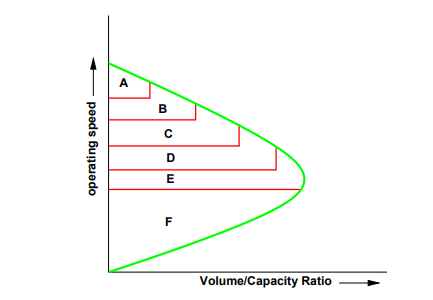 A
B
C
D
E
F
operating speed
Volume/Capacity Ratio